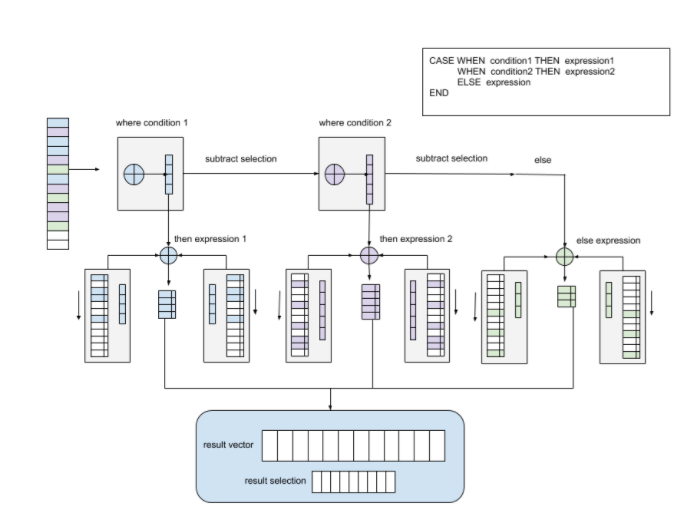 CASE WHEN condition1 THEN expression1
WHEN condition2 THEN expression2
ELSE expression
END
where condition 1
where condition 2
subtract selection
subtract selection
else
then expression 1
then expression 2
else expression
result vector
result selection